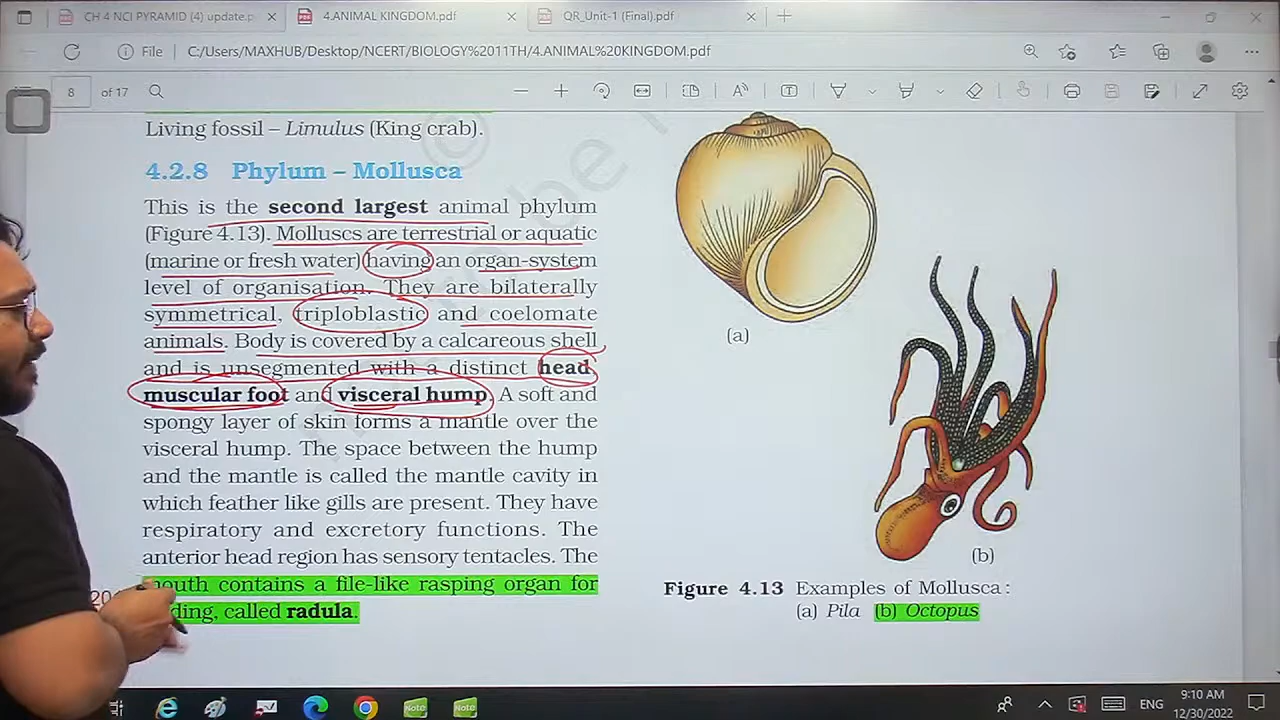 CH 4 NCI PYRAMID (4) update.p
4.ANIMAL KINGDOM.pdf
QR_Unit-1 (Final).pdf
File
C:/Users/MAXHUB/Desktop/NCERT/BIOLOGY%2011TH/4.ANIMAL%20KINGDOM.pdf
8
of 17
Living fossil – Limulus (King crab).
4.2.8 Phylum – Mollusca
This is the second largest animal phylum
(Figure 4.13). Molluscs are terrestrial or aquatic
(marine or fresh water) having an organ-system
level of organisation. They are bilaterally
symmetrical, triploblastic and coelomate
animals. Body is covered by a calcareous shell
and is unsegmented with a distinct head
muscular foot and visceral hump. A soft and
spongy layer of skin forms a mantle over the
visceral hump. The space between the hump
and the mantle is called the mantle cavity in
which feather like gills are present. They have
respiratory and excretory functions. The
anterior head region has sensory tentacles. The
mouth contains a file-like rasping organ for
called radula.
(a)
(b)
Figure 4.13 Examples of Mollusca :
(a) Pila (b) Octopus
Note
Note
ENG
9:10 AM
12/30/2022